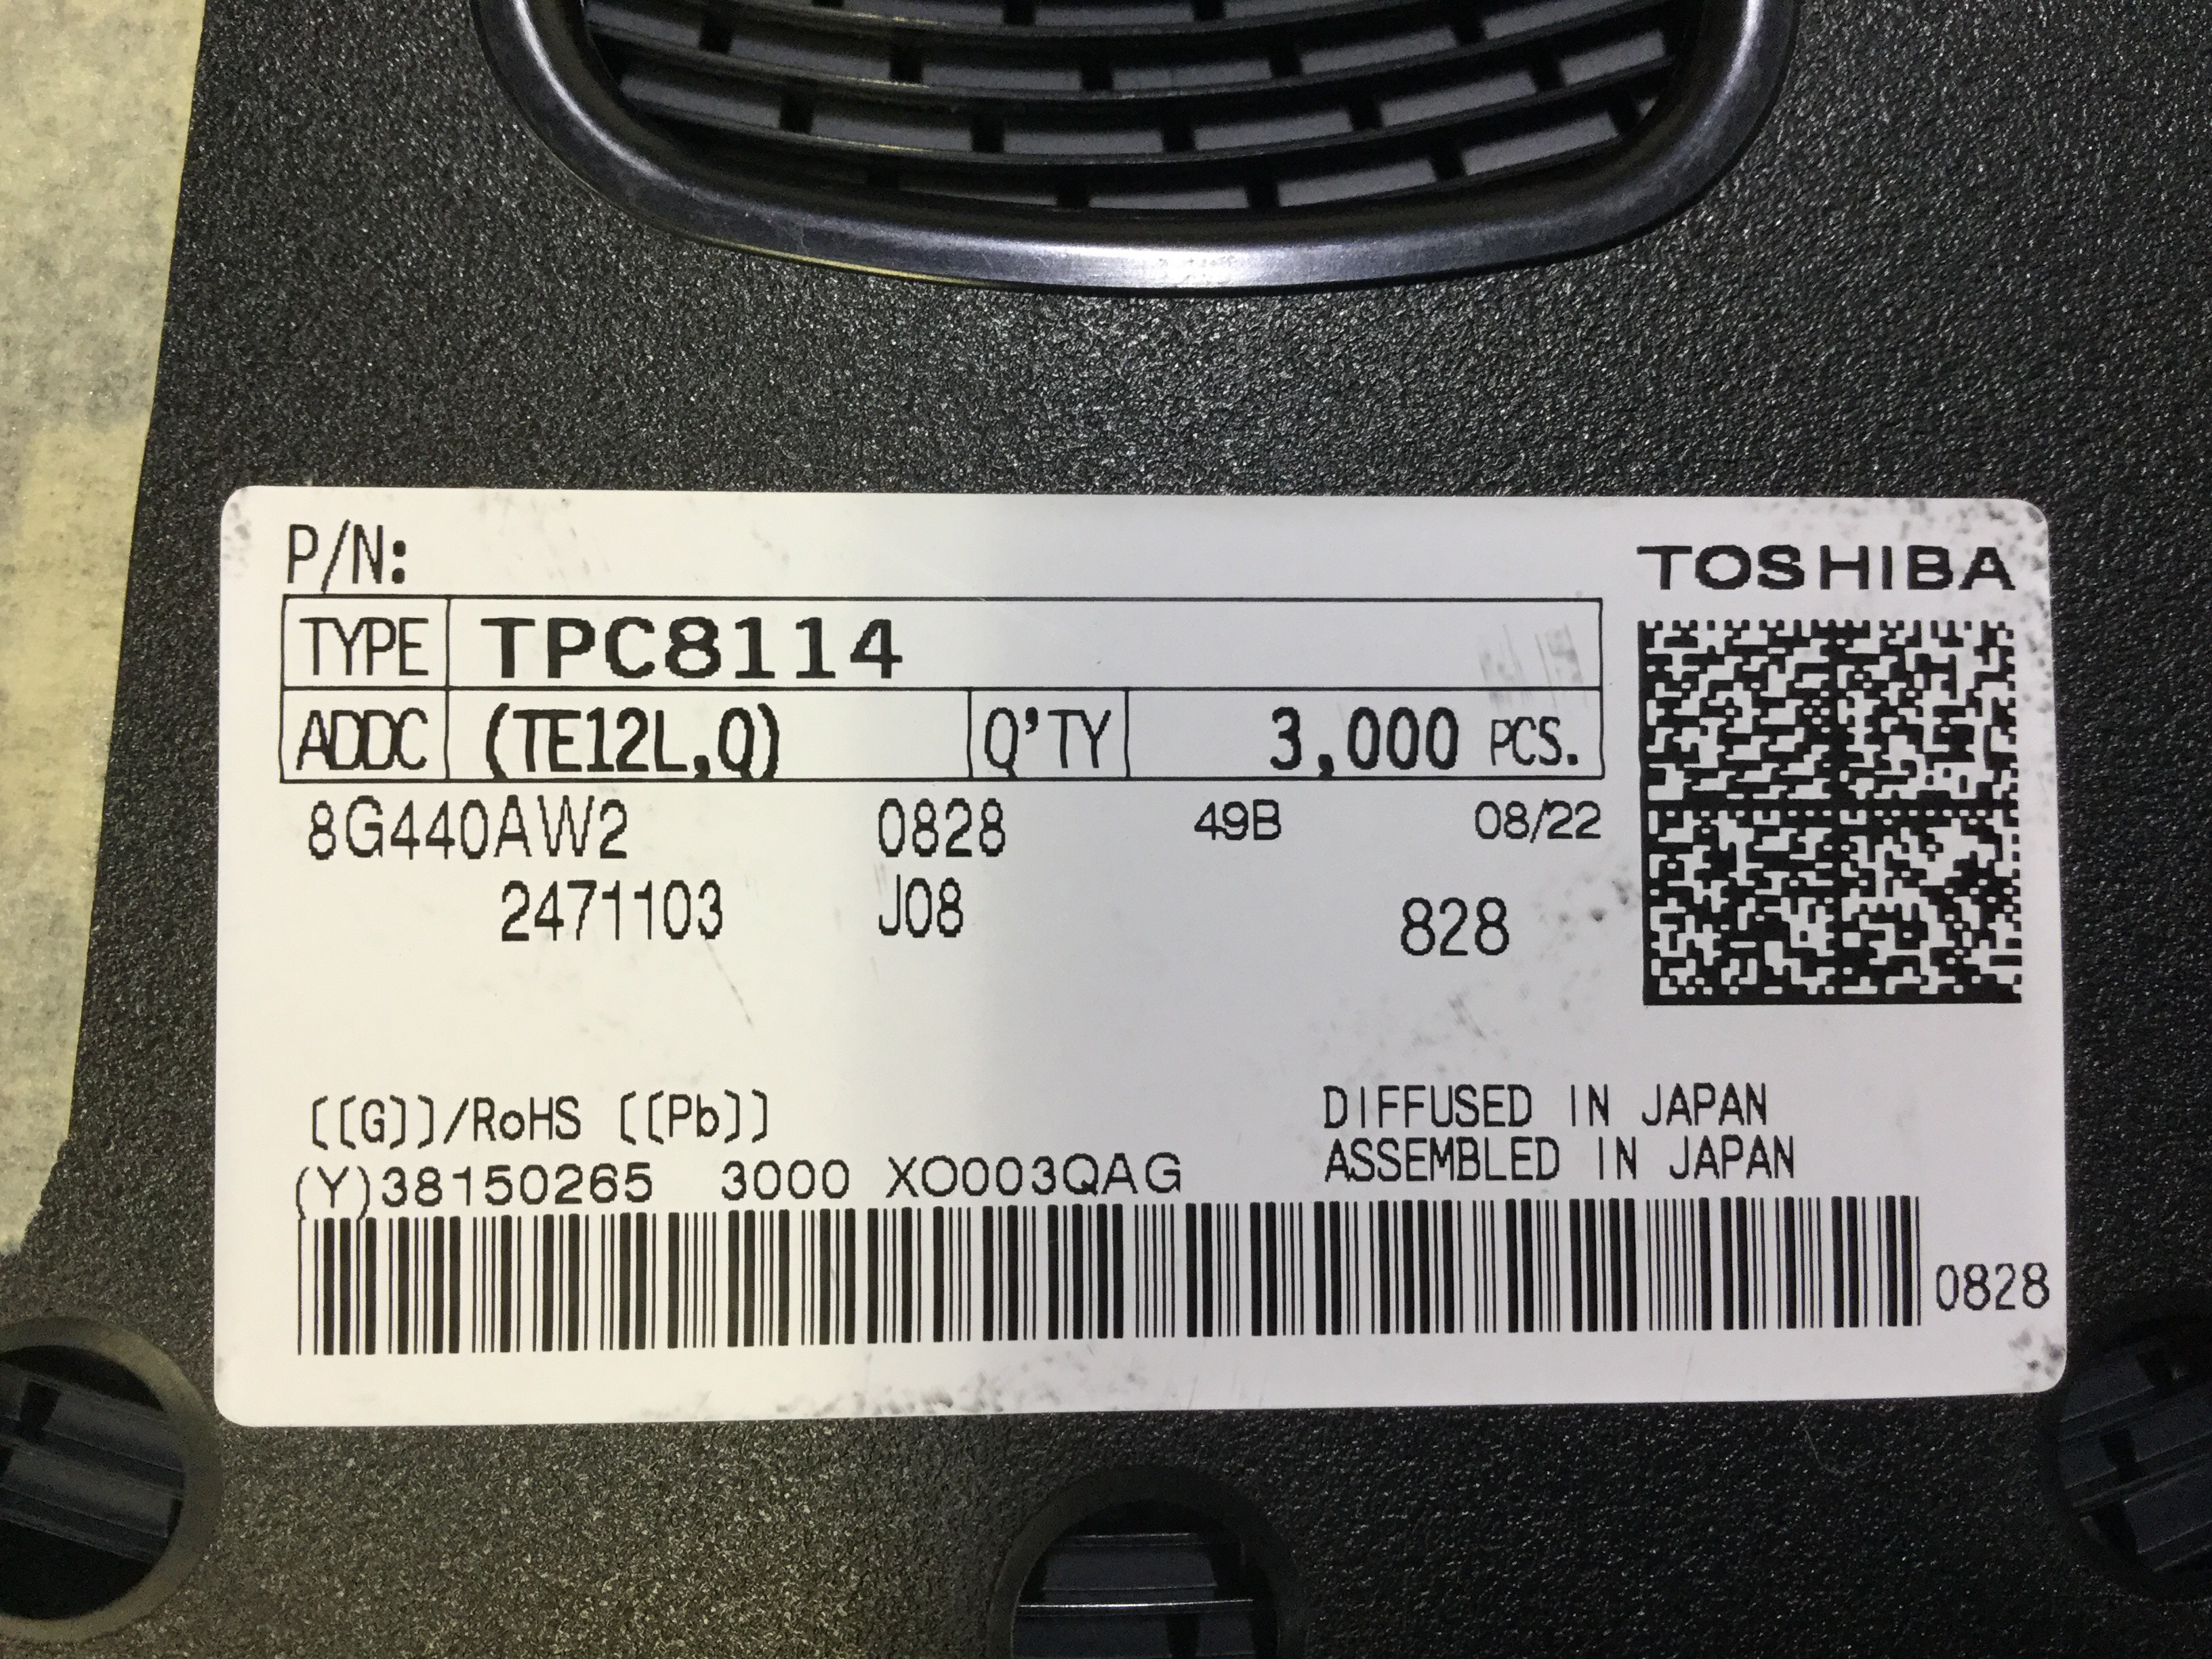 P/N:
TOSHIBA
TYPE TPC8114
ADDC (TE12L,Q) Q'TY 3,000 PCS.
8G440AW2 0828 49B 08/22
2471103 J08 828
[[G]]/RoHS [[Pb]]
DIFFUSED IN JAPAN
ASSEMBLED IN JAPAN
(Y)38150265 3000 XO003QAG
0828